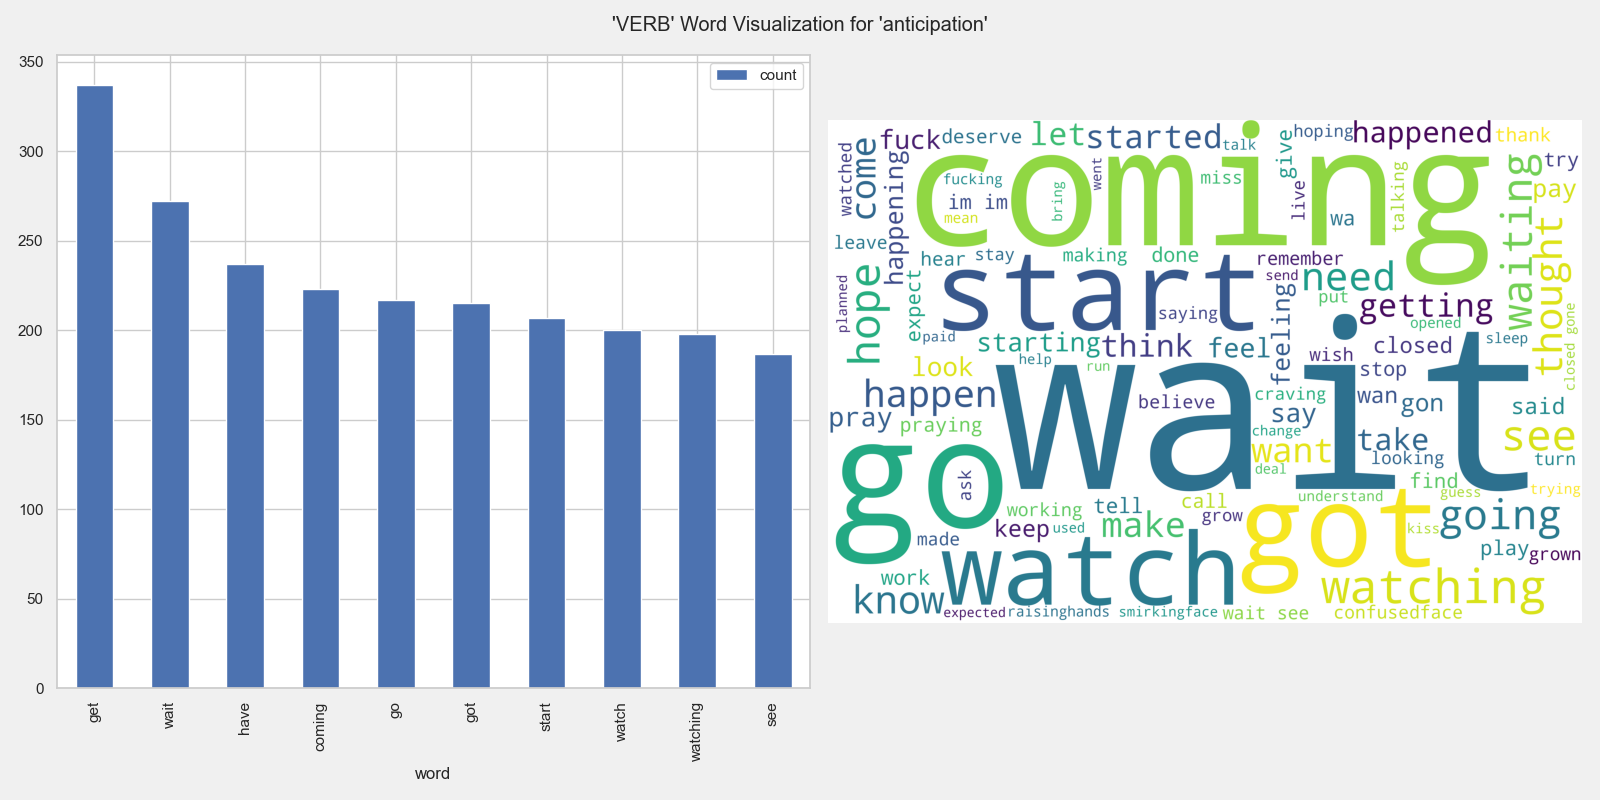 'VERB' Word Visualization for 'anticipation'
350
300
250
200
150
100
50
0
count
get
wait
have
coming
go
got
start
watch
watching
see
word
fuck
deserve
let
started
talk
hoping
happened
thank
watched
come
happening
fucking
im im
mean
bring
went
miss
coming
give
live
talking
wa
waiting
try
pay
thought
leave
hear
stay
making
done
remember
send
need
put
getting
planned
hope
expect
start
saying
feeling
opened
closed gone
paid
starting
help
think
run
feel
wish
closed
sleep
look
stop
happen
wait
believe
craving
wan
gon
said
say
pray
praying
change
want
take
see
looking
turn
deal
go
ask
find
understand
guess
trying
working
tell
call
grow
got
kiss
going
keep
used
make
made
play
grown
work
know
watch
watching
expected
raisinghands
smirkingface
wait see
confusedface